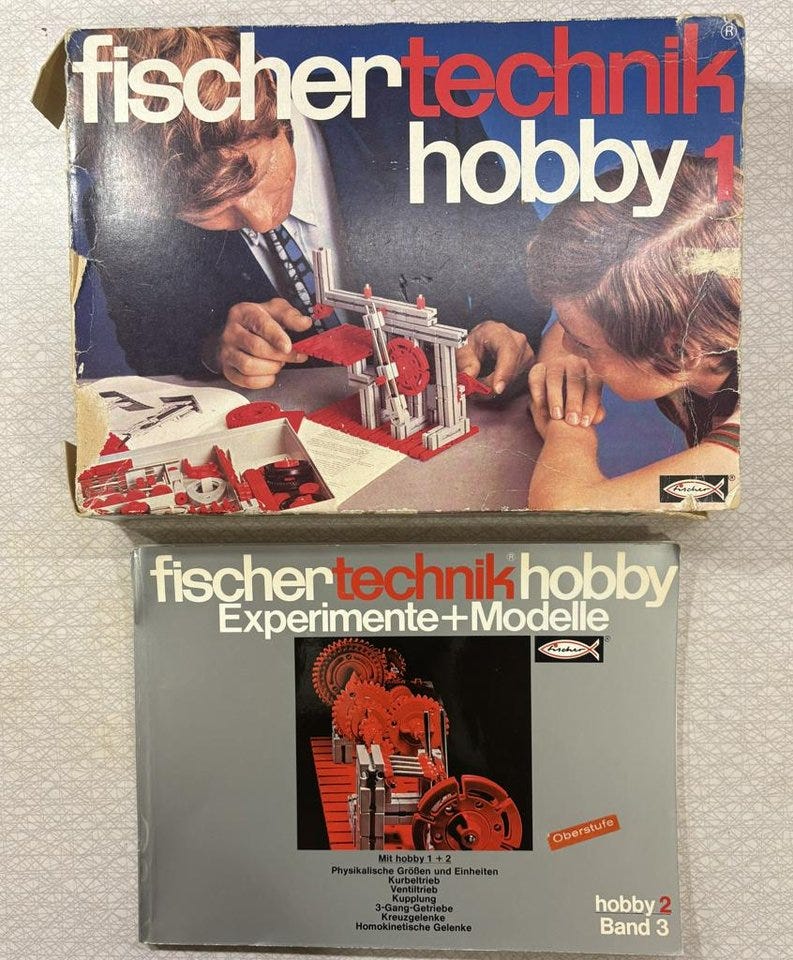 fischertechnik®
hobby 1
fischer®
fischertechnik® hobby
Experimente+Modelle
fischer®
Oberstufe
Mit hobby 1 + 2
Physikalische Größen und Einheiten
Kurbeltrieb
Ventiltrieb
Kupplung
3-Gang-Getriebe
Kreuzgelenke
Homokinetische Gelenke
hobby 2
Band 3